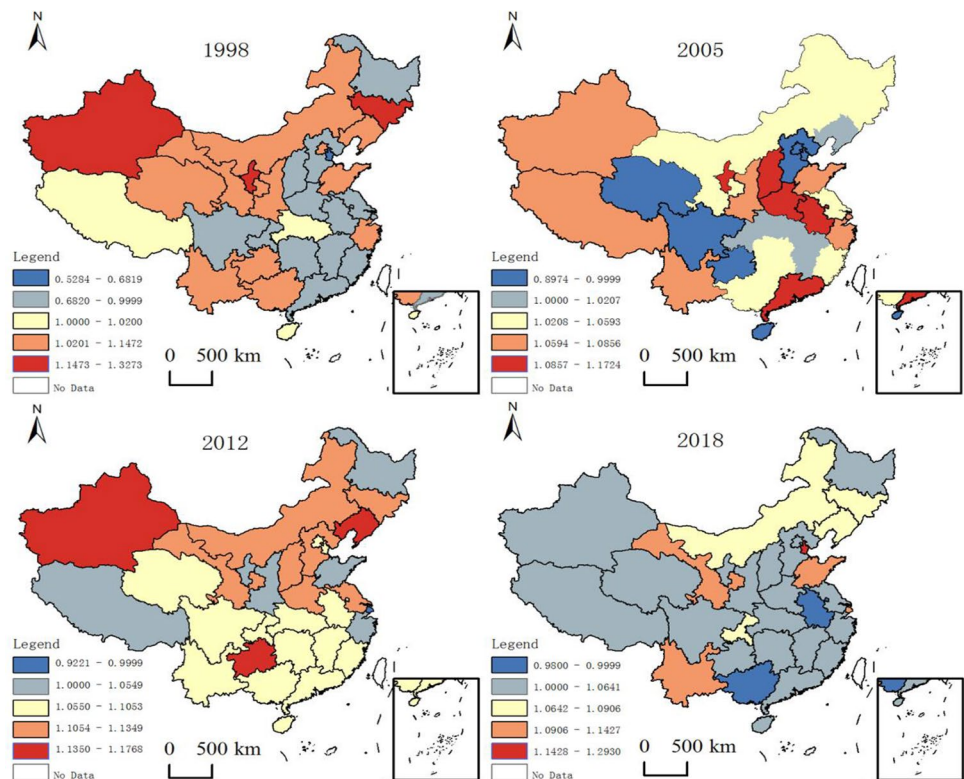 N
1998
Legend
0.5284 - 0.6819
0.6820 - 0.9999
1.0000 - 1.0200
1.0201 - 1.1472
1.1473 - 1.3273
No Data
0 500 km
N
2005
Legend
0.8974 - 0.9999
1.0000 - 1.0207
1.0208 - 1.0593
1.0594 - 1.0856
1.0857 - 1.1724
No Data
0 500 km
N
2012
Legend
0.9221 - 0.9999
1.0000 - 1.0549
1.0550 - 1.1053
1.1054 - 1.1349
1.1350 - 1.1768
No Data
0 500 km
N
2018
Legend
0.9800 - 0.9999
1.0000 - 1.0641
1.0642 - 1.0906
1.0906 - 1.1427
1.1428 - 1.2930
No Data
0 500 km